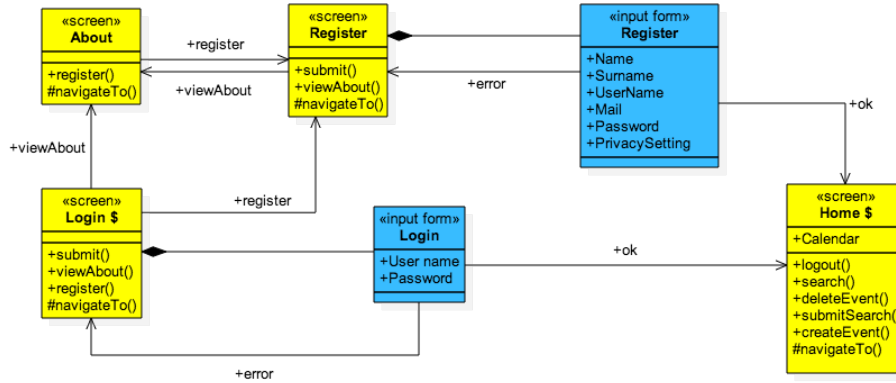 «screen»
About
+register()
#navigateTo()
+register
+viewAbout
«screen»
Register
+submit()
+viewAbout()
#navigateTo()
+error
«input form»
Register
+Name
+Surname
+UserName
+Mail
+Password
+PrivacySetting
+ok
+viewAbout
«screen»
Login $
+submit()
+viewAbout()
+register()
#navigateTo()
+register
«input form»
Login
+User name
+Password
+ok
+error
«screen»
Home $
+Calendar
+logout()
+search()
+deleteEvent()
+submitSearch()
+createEvent()
#navigateTo()